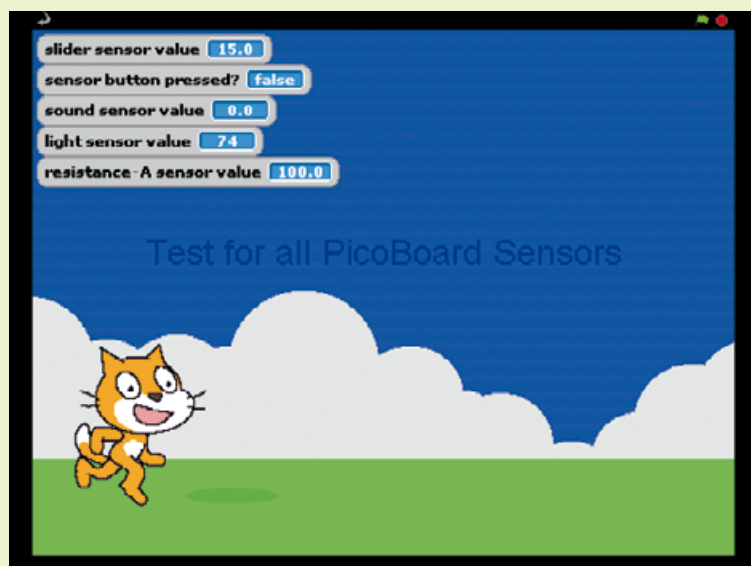 slider sensor value 15.0
sensor button pressed? false
sound sensor value 0.0
light sensor value 74
resistance-A sensor value 100.0
Test for all PicoBoard Sensors